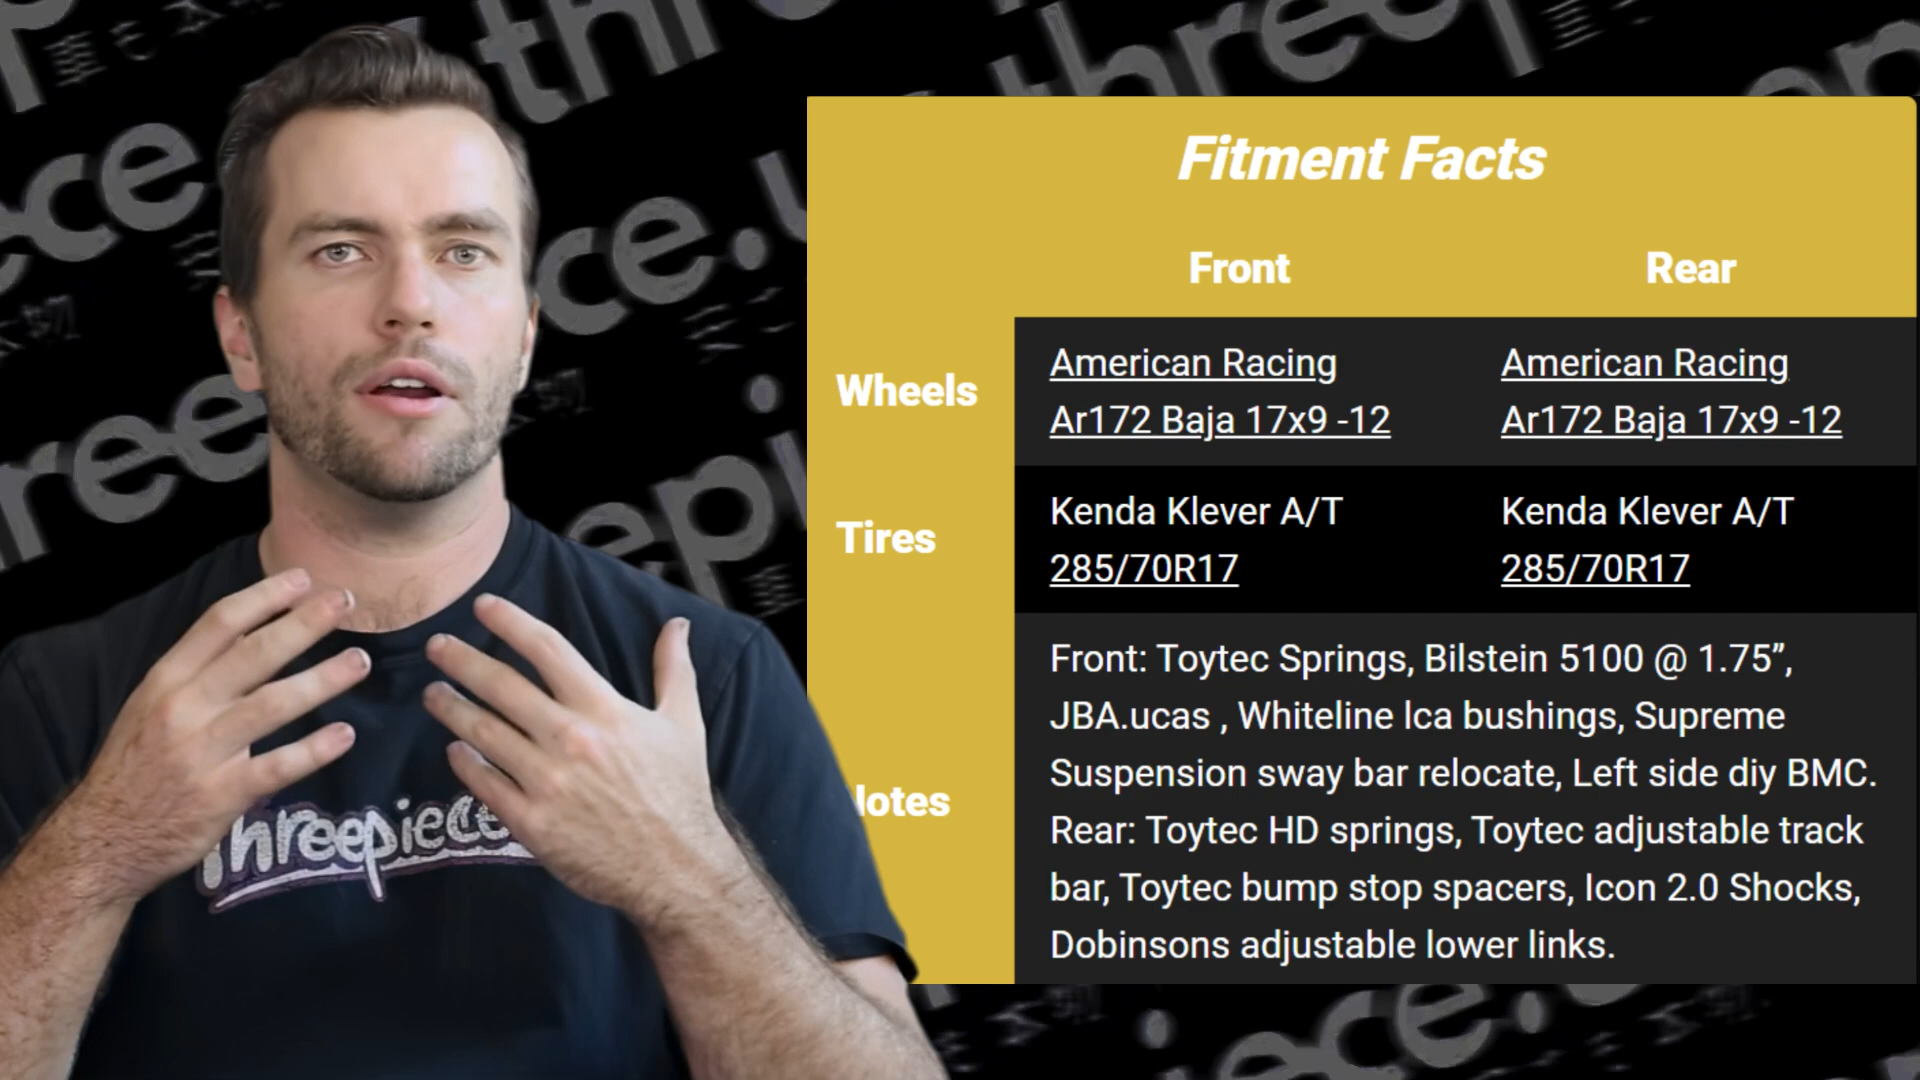 Fitment Facts
Front Rear
Wheels
American Racing
Ar172 Baja 17x9 -12
American Racing
Ar172 Baja 17x9 -12
Tires
Kenda Klever A/T
285/70R17
Kenda Klever A/T
285/70R17
lotes
Front: Toytec Springs, Bilstein 5100 @ 1.75”,
JBA.ucas , Whiteline lca bushings, Supreme
Suspension sway bar relocate, Left side diy BMC.
Rear: Toytec HD springs, Toytec adjustable track
bar, Toytec bump stop spacers, Icon 2.0 Shocks,
Dobinsons adjustable lower links.
Threepiece